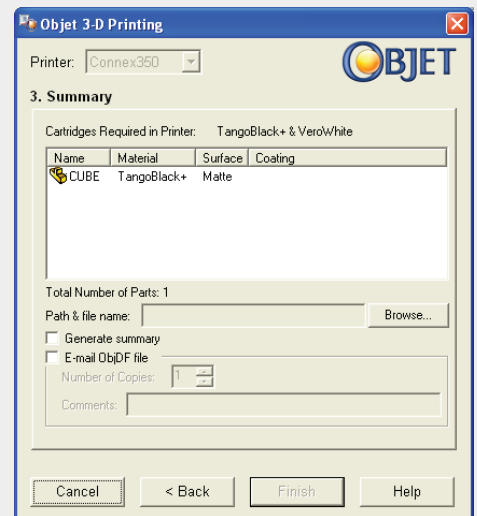 Objet 3-D Printing
Printer: Connex350
OBJET
3. Summary
Cartridges Required in Printer: TangoBlack+ & VeroWhite
Name Material Surface Coating
CUBE TangoBlack+ Matte
Total Number of Parts: 1
Path & file name: Browse...
Generate summary
E-mail ObjDF file
Number of Copies: 1
Comments:
Cancel < Back Finish Help